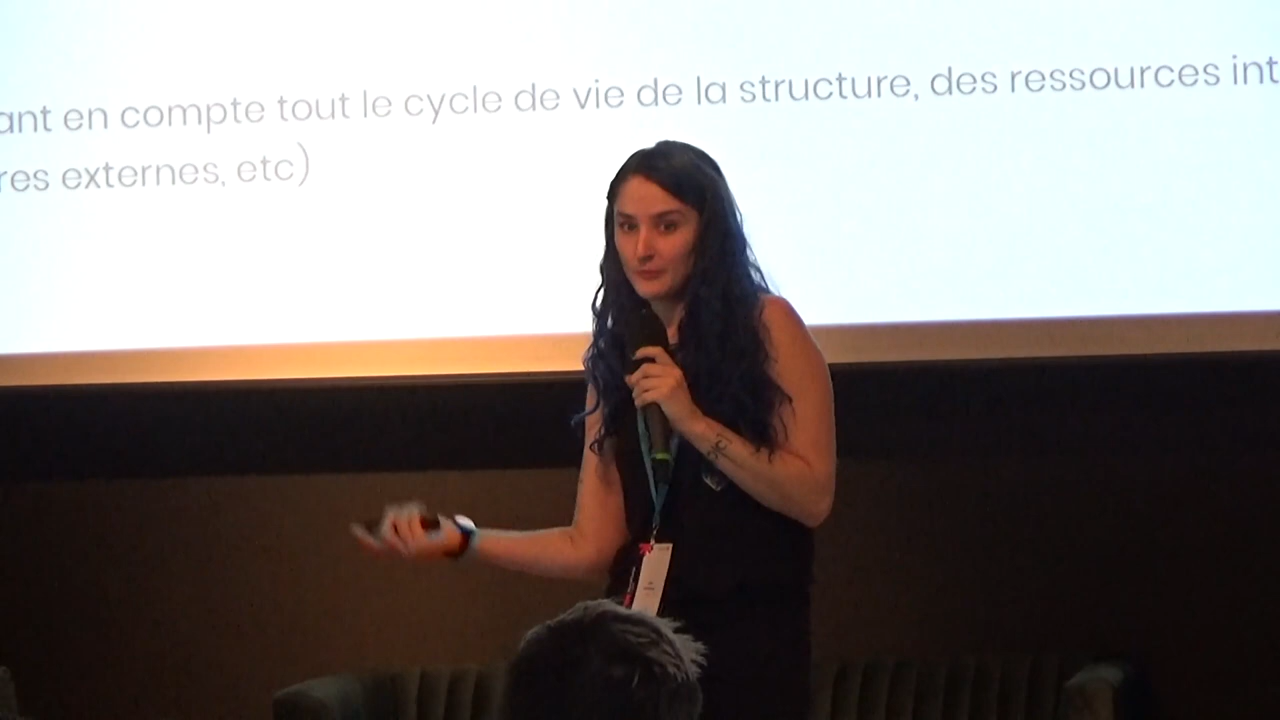 ant en compte tout le cycle de vie de la structure, des ressources int
res externes, etc)